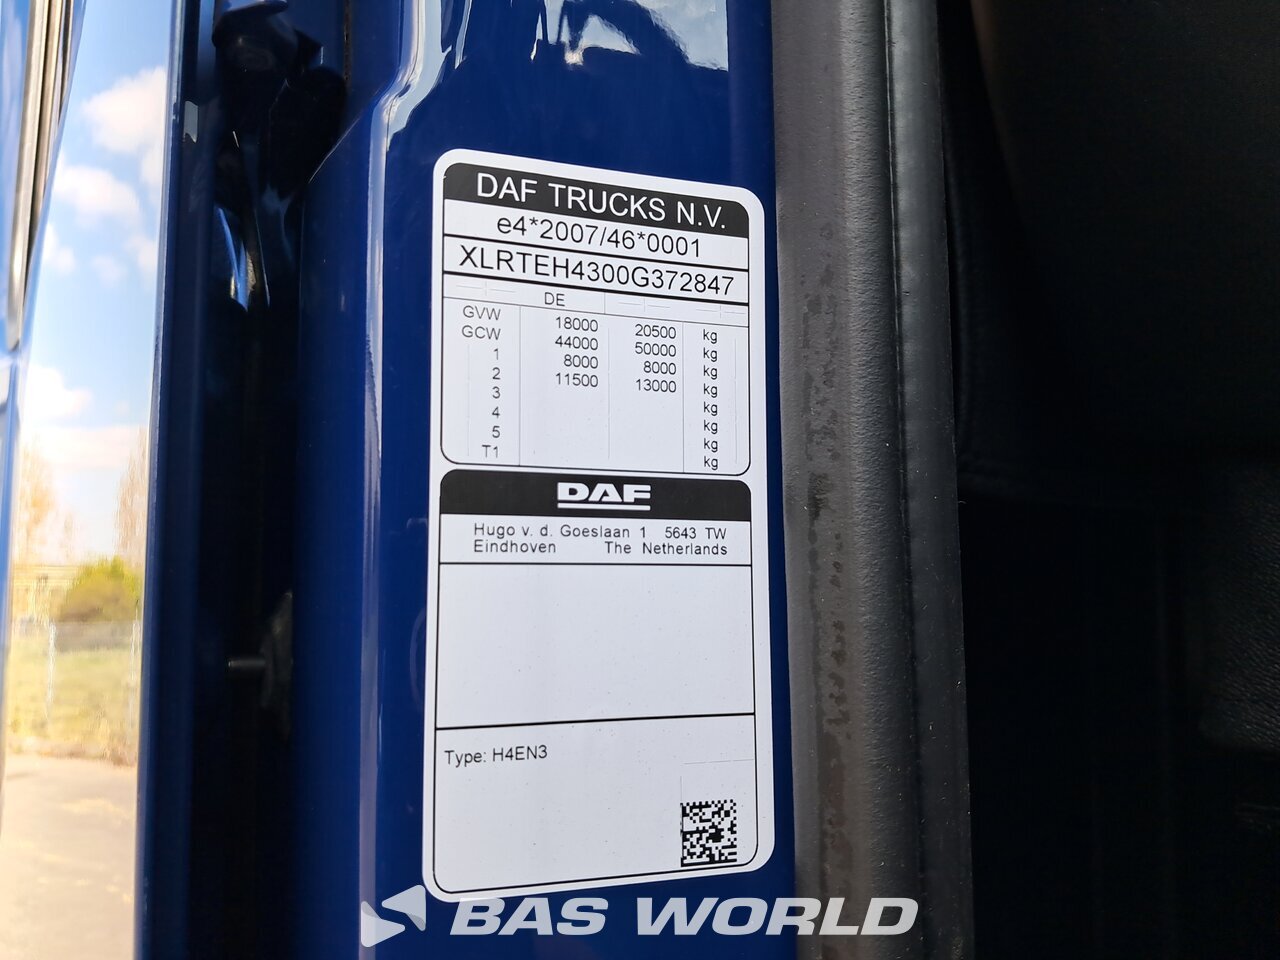 DAF TRUCKS N.V.
e4*2007/46*0001
XLRTEH4300G372847
DE
GVW 18000 20500 kg
GCW 44000 50000 kg
1 8000 8000 kg
2 11500 13000 kg
3 kg
4 kg
5 kg
T1 kg
DAF
Hugo v. d. Goeslaan 1 5643 TW
Eindhoven The Netherlands
Type: H4EN3
BAS WORLD